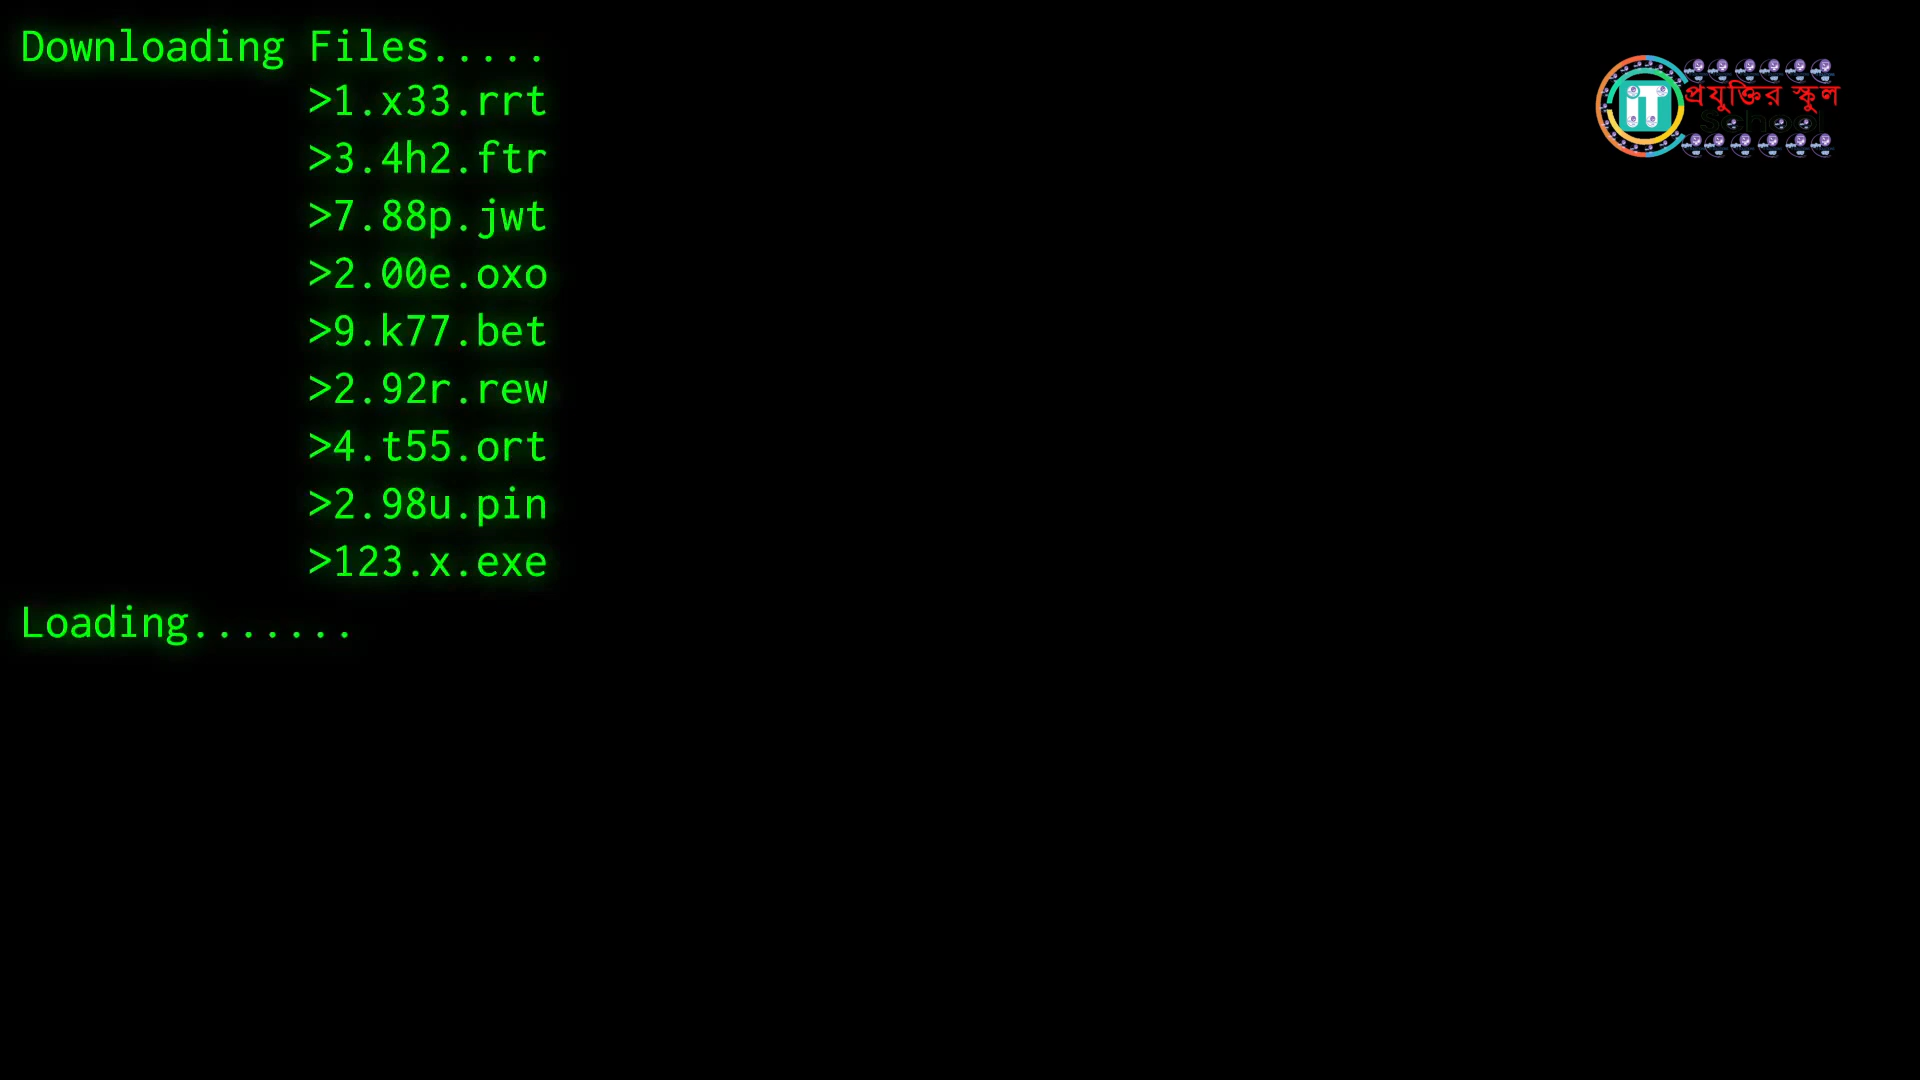 Downloading Files.....
>1.x33.rrt
>3.4h2.ftr
>7.88p.jwt
>2.00e.oxo
>9.k77.bet
>2.92r.rew
>4.t55.ort
>2.98u.pin
>123.x.exe
Loading.......
iT
প্রযুক্তির স্কুল
School